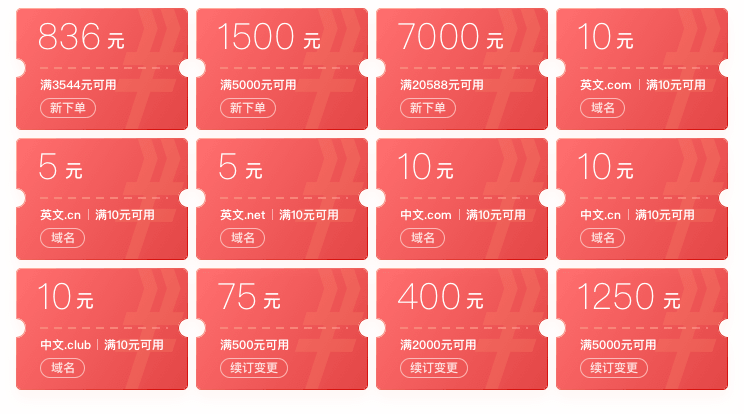 836 元
满3544元可用
新下单
1500 元
满5000元可用
新下单
7000 元
满20588元可用
新下单
10 元
英文.com | 满10元可用
域名
5 元
英文.cn | 满10元可用
域名
5 元
英文.net | 满10元可用
域名
10 元
中文.com | 满10元可用
域名
10 元
中文.cn | 满10元可用
域名
10 元
中文.club | 满10元可用
域名
75 元
满500元可用
续订变更
400 元
满2000元可用
续订变更
1250 元
满5000元可用
续订变更